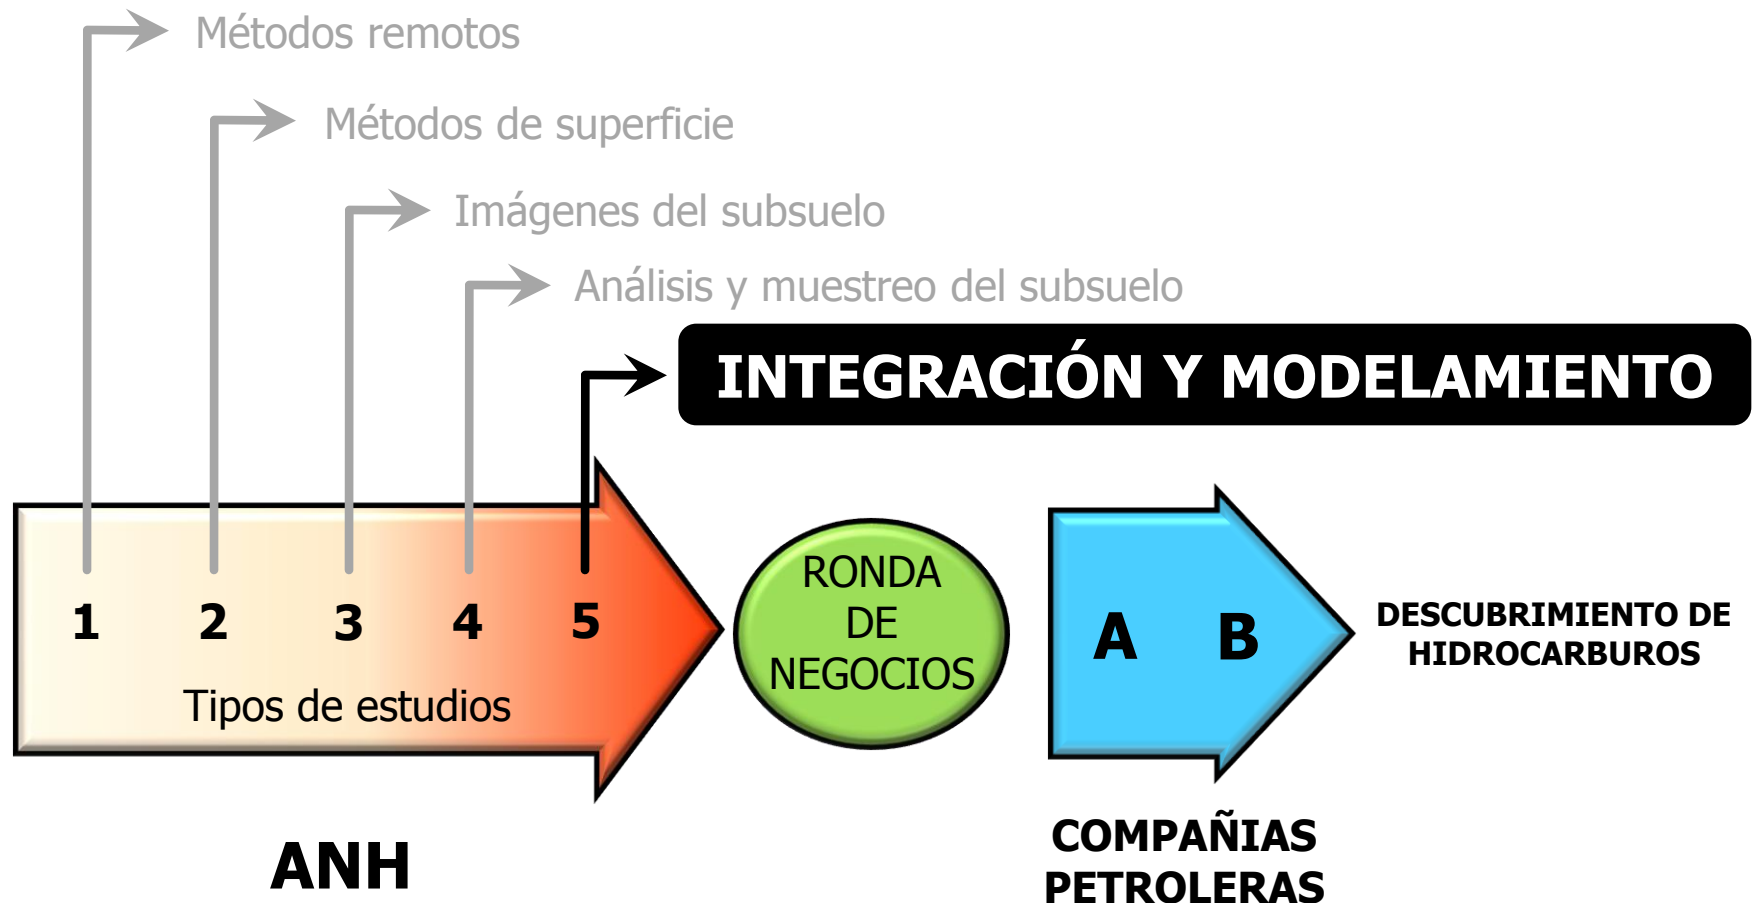 Métodos remotos
Métodos de superficie
Imágenes del subsuelo
Análisis y muestreo del subsuelo
INTEGRACIÓN Y MODELAMIENTO
1 2 3 4 5
Tipos de estudios
ANH
RONDA
DE
NEGOCIOS
A B
COMPAÑIAS
PETROLERAS
DESCUBRIMIENTO DE
HIDROCARBUROS